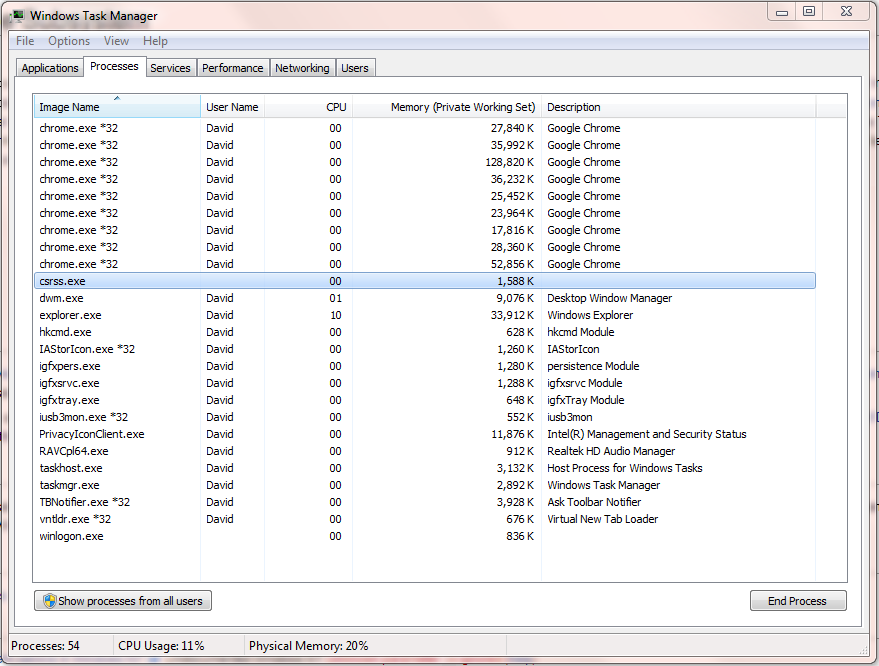 Windows Task Manager
File Options View Help
Applications Processes Services Performance Networking Users
Image Name User Name CPU Memory (Private Working Set) Description
chrome.exe *32 David 00 27,840 K Google Chrome
chrome.exe *32 David 00 35,992 K Google Chrome
chrome.exe *32 David 00 128,820 K Google Chrome
chrome.exe *32 David 00 36,232 K Google Chrome
chrome.exe *32 David 00 25,452 K Google Chrome
chrome.exe *32 David 00 23,964 K Google Chrome
chrome.exe *32 David 00 17,816 K Google Chrome
chrome.exe *32 David 00 28,360 K Google Chrome
chrome.exe *32 David 00 52,856 K Google Chrome
csrss.exe 00 1,588 K
dwm.exe David 01 9,076 K Desktop Window Manager
explorer.exe David 10 33,912 K Windows Explorer
hkcmd.exe David 00 628 K hkcmd Module
IAStorIcon.exe *32 David 00 1,260 K IAStorIcon
igfxpers.exe David 00 1,280 K persistence Module
igfxsrvc.exe David 00 1,288 K igfxsrvc Module
igfxtray.exe David 00 648 K igfxTray Module
iusb3mon.exe *32 David 00 552 K iusb3mon
PrivacyIconClient.exe David 00 11,876 K Intel(R) Management and Security Status
RAVCpl64.exe David 00 912 K Realtek HD Audio Manager
taskhost.exe David 00 3,132 K Host Process for Windows Tasks
taskmgr.exe David 00 2,892 K Windows Task Manager
TBNotifier.exe *32 David 00 3,928 K Ask Toolbar Notifier
vntldr.exe *32 David 00 676 K Virtual New Tab Loader
winlogon.exe 00 836 K
Show processes from all users End Process
Processes: 54 CPU Usage: 11% Physical Memory: 20%